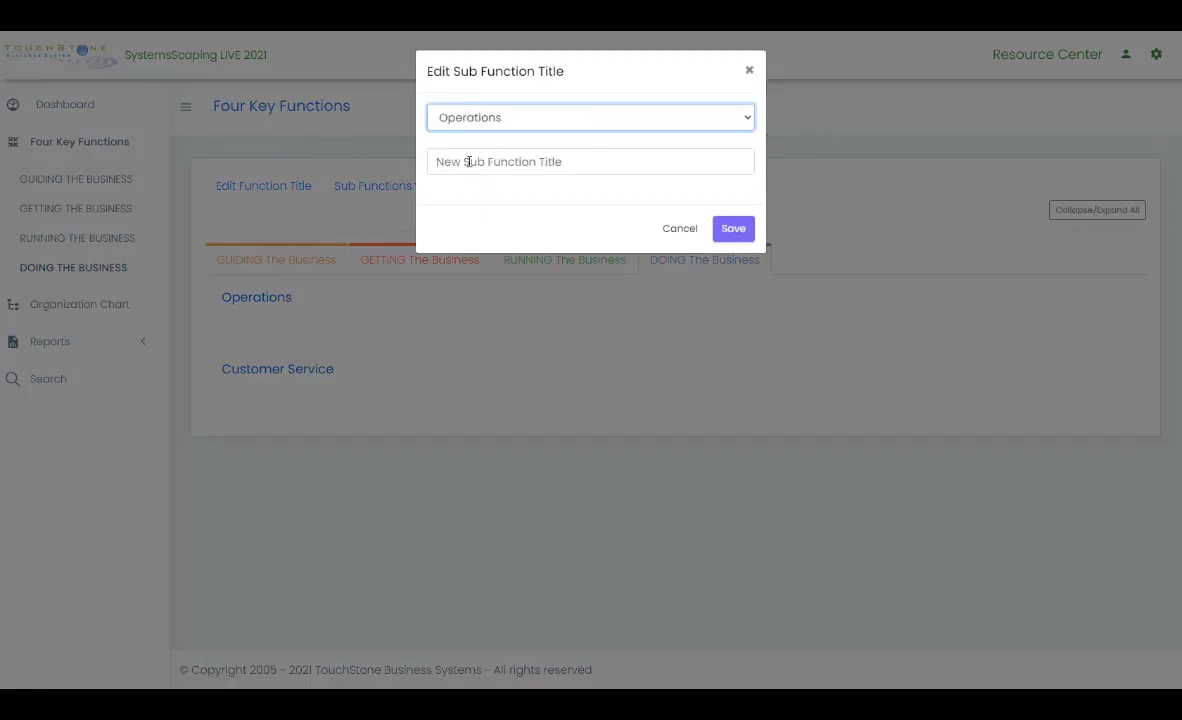 TOUCHSTONE
SystemsScaping LIVE 2021
Resource Center
Edit Sub Function Title
Operations
New Sub Function Title
Cancel
Save
Dashboard
Four Key Functions
GUIDING THE BUSINESS
GETTING THE BUSINESS
RUNNING THE BUSINESS
DOING THE BUSINESS
Organization Chart
Reports
Search
Four Key Functions
Edit Function Title
Sub Functions
Collapse/Expand All
GUIDING The Business
GETTING The Business
RUNNING The Business
DOING The Business
Operations
Customer Service
© Copyright 2005 - 2021 TouchStone Business Systems - All rights reserved